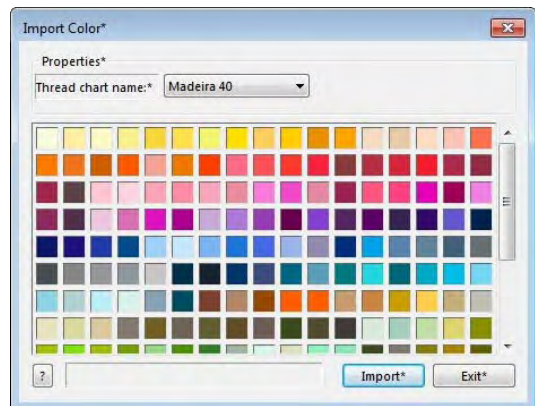 Import Color*
Properties*
Thread chart name:* Madeira 40
?
Import* Exit*